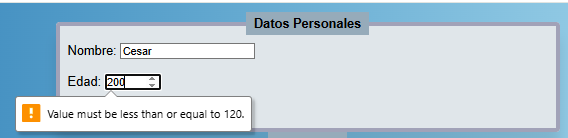 Datos Personales
Nombre: Cesar
Edad: 200
Value must be less than or equal to 120.